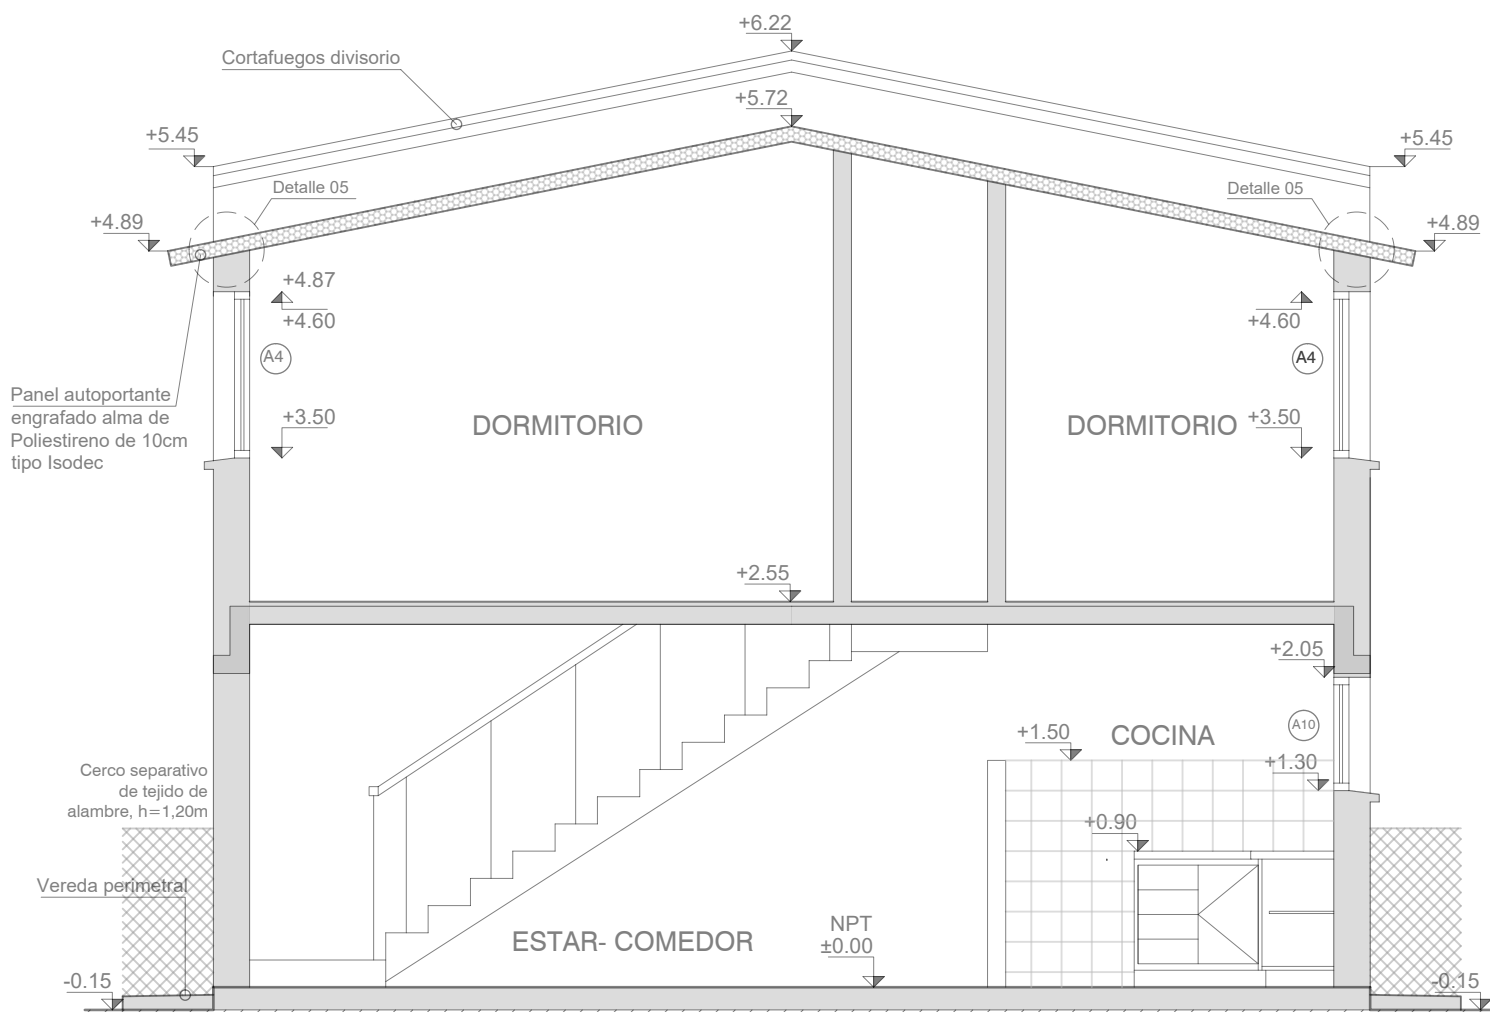 +6.22
Cortafuegos divisorio
+5.72
+5.45
+5.45
Detalle 05
Detalle 05
+4.89
+4.89
+4.87
+4.60
+4.60
A4
A4
Panel autoportante
engrafado alma de
Poliestireno de 10cm
tipo Isodec
+3.50
DORMITORIO
DORMITORIO
+3.50
+2.55
+2.05
A10
+1.50
COCINA
+1.30
Cerco separativo
de tejido de
alambre, h=1,20m
+0.90
Vereda perimetral
ESTAR- COMEDOR
NPT
±0.00
-0.15
-0.15